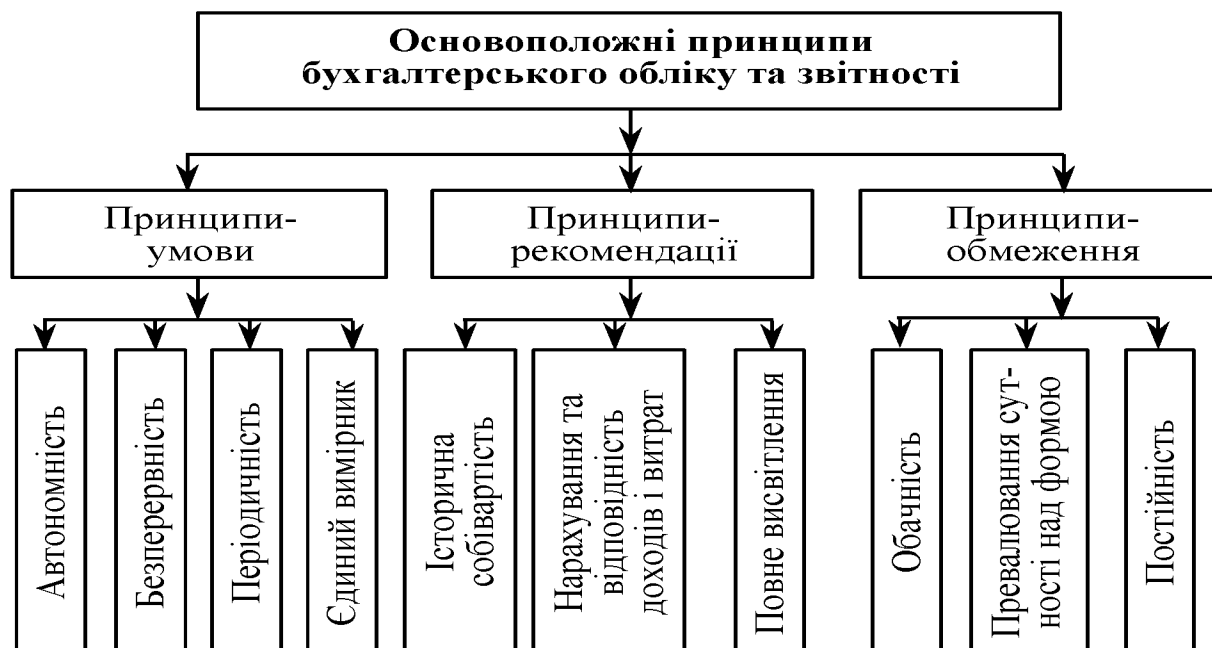 Основоположні принципи
бухгалтерського обліку та звітності
Принципи-
умови
Принципи-
рекомендації
Принципи-
обмеження
Автономність
Безперервність
Періодичність
Єдиний вимірник
Історична
собівартість
Нарахування та
відповідність
доходів і витрат
Повне висвітлення
Обачність
Превалювання сут-
ності над формою
Постійність